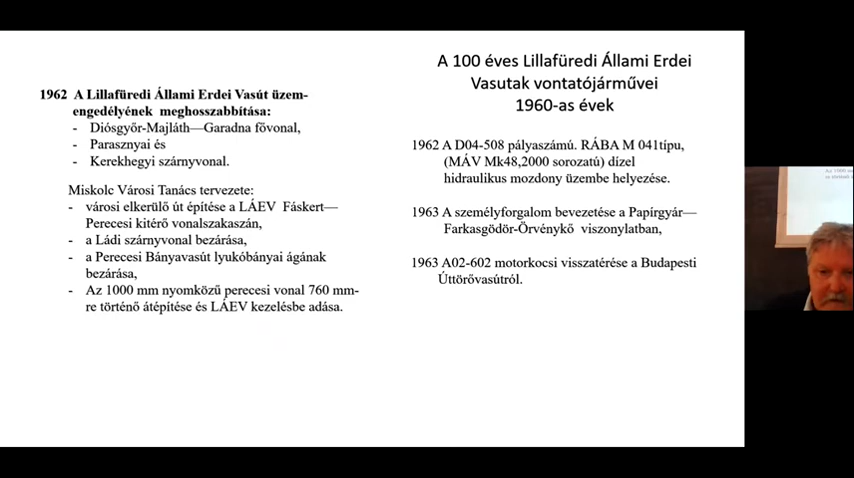 1962 A Lillafüredi Állami Erdei Vasút üzem-
engedélyének meghosszabbítása:
- Diósgyőr-Majláth—Garadna fővonal,
- Parasznyai és
- Kerekhegyi szárnyvonal.
Miskolc Városi Tanács tervezete:
- városi elkerülő út építése a LÁEV Fáskert—
Perecesi kitérő vonalszakaszán,
- a Ládi szárnyvonal bezárása,
- a Perecesi Bányavasút lyukóbányai ágának
bezárása,
- Az 1000 mm nyomközű perecesi vonal 760 mm-
re történő átépítése és LÁEV kezelésbe adása.
A 100 éves Lillafüredi Állami Erdei
Vasutak vontatójárművei
1960-as évek
1962 A D04-508 pályaszámú. RÁBA M 041típu,
(MÁV Mk48,2000 sorozatú) dízel
hidraulikus mozdony üzembe helyezése.
1963 A személyforgalom bevezetése a Papírgyár—
Farkasgödör-Örvénykő viszonylatban,
1963 A02-602 motorkocsi visszatérése a Budapesti
Úttörővasútról.